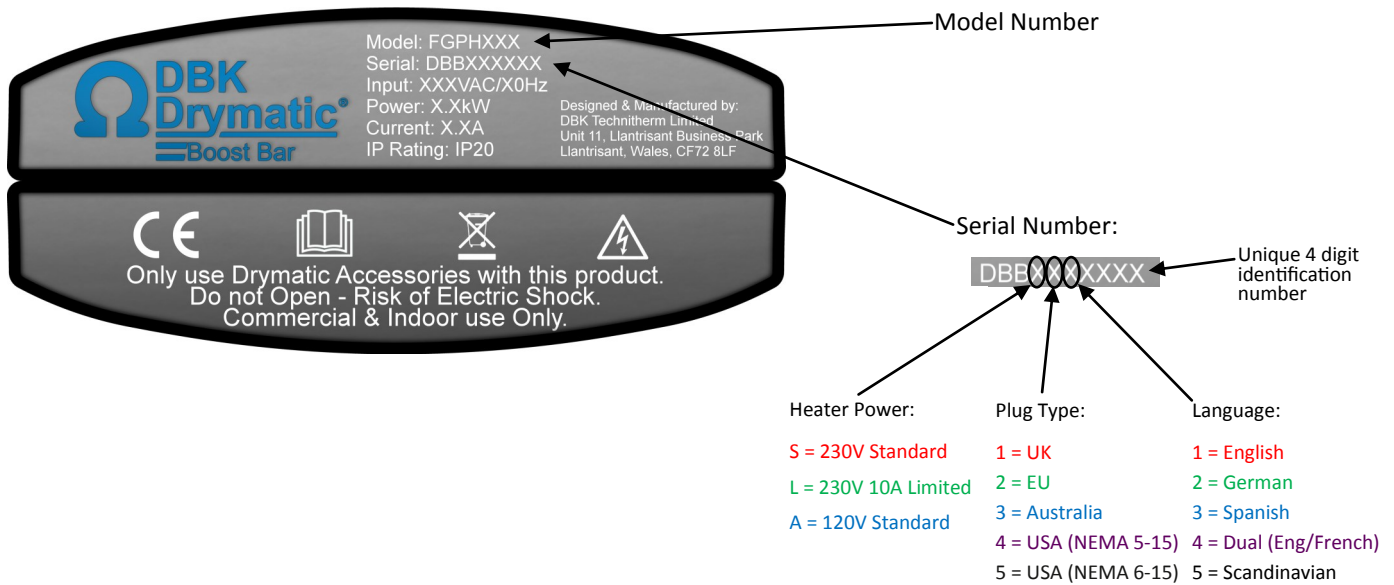 Model Number
Model: FGPHXXX
Serial: DBBXXXXXX
Input: XXXVAC/X0Hz
Power: X.XkW
Current: X.XA
IP Rating: IP20
DBK
Drymatic®
Boost Bar
Designed & Manufactured by:
DBK Technitherm Limited
Unit 11, Llantrisant Business Park
Llantrisant, Wales, CF72 8LF
CE
Only use Drymatic Accessories with this product.
Do not Open - Risk of Electric Shock.
Commercial & Indoor use Only.
Serial Number:
DBBXXXXXXX
Unique 4 digit
identification
number
Heater Power:
S = 230V Standard
L = 230V 10A Limited
A = 120V Standard
Plug Type:
1 = UK
2 = EU
3 = Australia
4 = USA (NEMA 5-15)
5 = USA (NEMA 6-15)
Language:
1 = English
2 = German
3 = Spanish
4 = Dual (Eng/French)
5 = Scandinavian